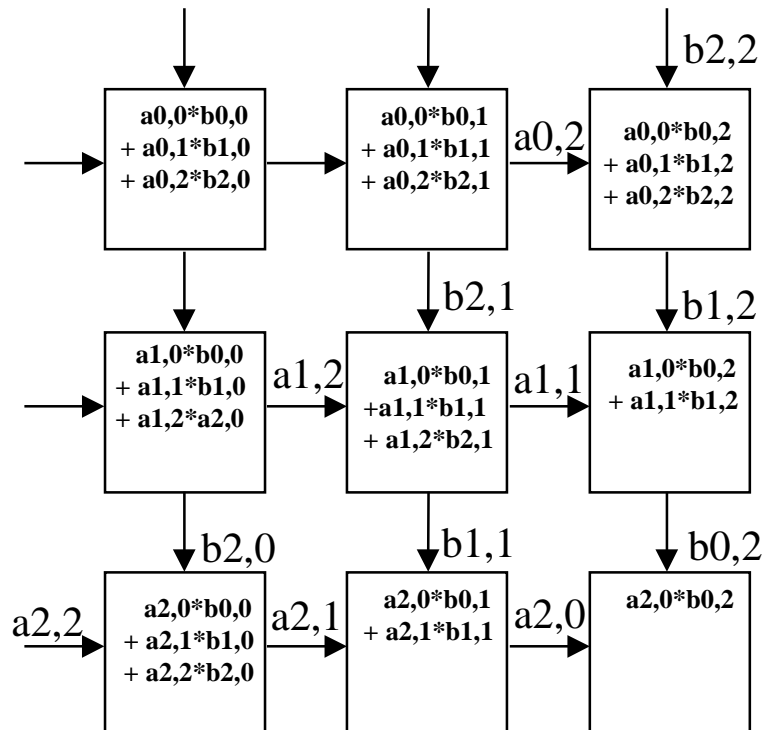 b2,2
a0,0*b0,0
+ a0,1*b1,0
+ a0,2*b2,0
a0,0*b0,1
+ a0,1*b1,1
+ a0,2*b2,1
a0,2
a0,0*b0,2
+ a0,1*b1,2
+ a0,2*b2,2
b2,1
b1,2
a1,0*b0,0
+ a1,1*b1,0
+ a1,2*a2,0
a1,2
a1,0*b0,1
+a1,1*b1,1
+ a1,2*b2,1
a1,1
a1,0*b0,2
+ a1,1*b1,2
b2,0
b1,1
b0,2
a2,2
a2,0*b0,0
+ a2,1*b1,0
+ a2,2*b2,0
a2,1
a2,0*b0,1
+ a2,1*b1,1
a2,0
a2,0*b0,2